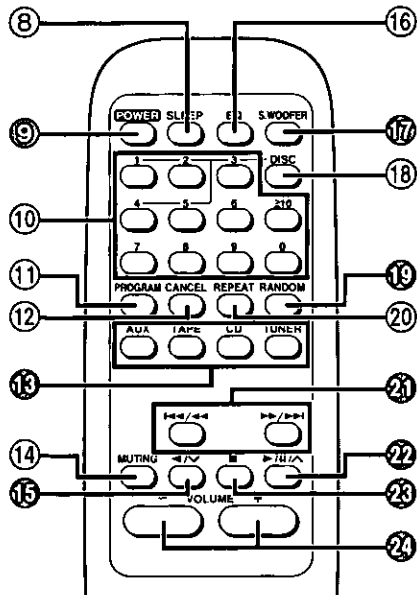 ⑧ ⑯
POWER SLEEP EQ S.WOOFER
⑨ ⑰
1 2 3 DISC
⑱
⑩ 4 5 6 ≥10
7 8 9 0
⑪ PROGRAM CANCEL REPEAT RANDOM ⑲
⑫ ⑳
AUX TAPE CD TUNER
⑬ ㉑
⏮/◀◀ ▶▶/⏭
⑭ MUTING ◀/∨ ■ ▶/II/∧ ㉒
⑮ − VOLUME + ㉓
㉔